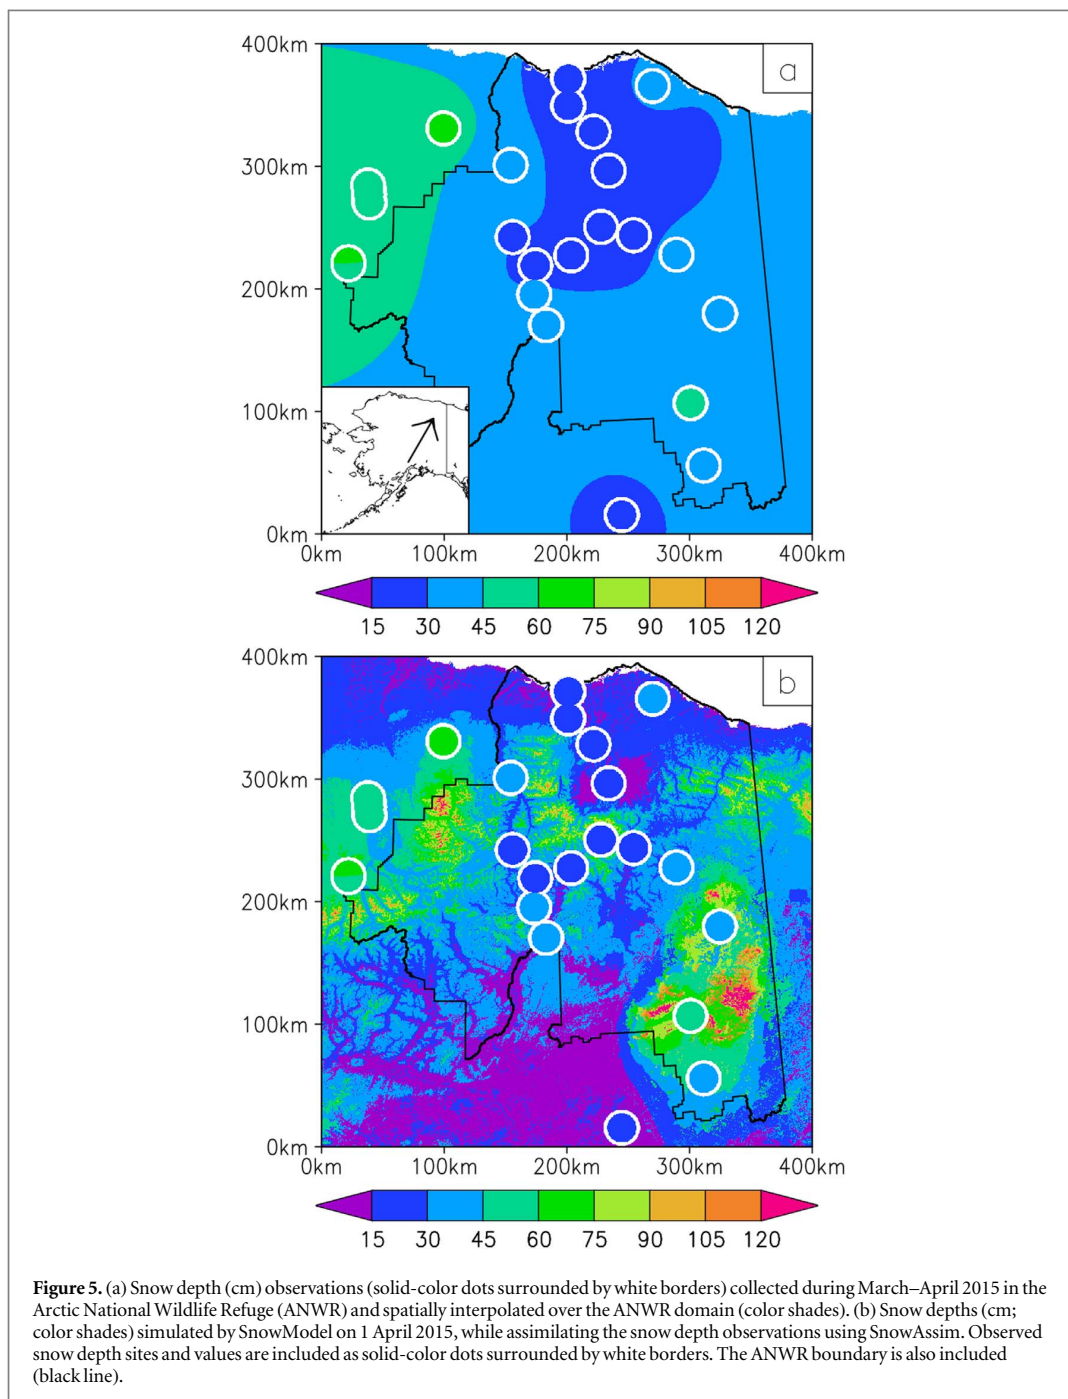 400km
a
300km
200km
100km
0km
0km 100km 200km 300km 400km
15 30 45 60 75 90 105 120
400km
b
300km
200km
100km
0km
0km 100km 200km 300km 400km
15 30 45 60 75 90 105 120
Figure 5. (a) Snow depth (cm) observations (solid-color dots surrounded by white borders) collected during March–April 2015 in the
Arctic National Wildlife Refuge (ANWR) and spatially interpolated over the ANWR domain (color shades). (b) Snow depths (cm;
color shades) simulated by SnowModel on 1 April 2015, while assimilating the snow depth observations using SnowAssim. Observed
snow depth sites and values are included as solid-color dots surrounded by white borders. The ANWR boundary is also included
(black line).